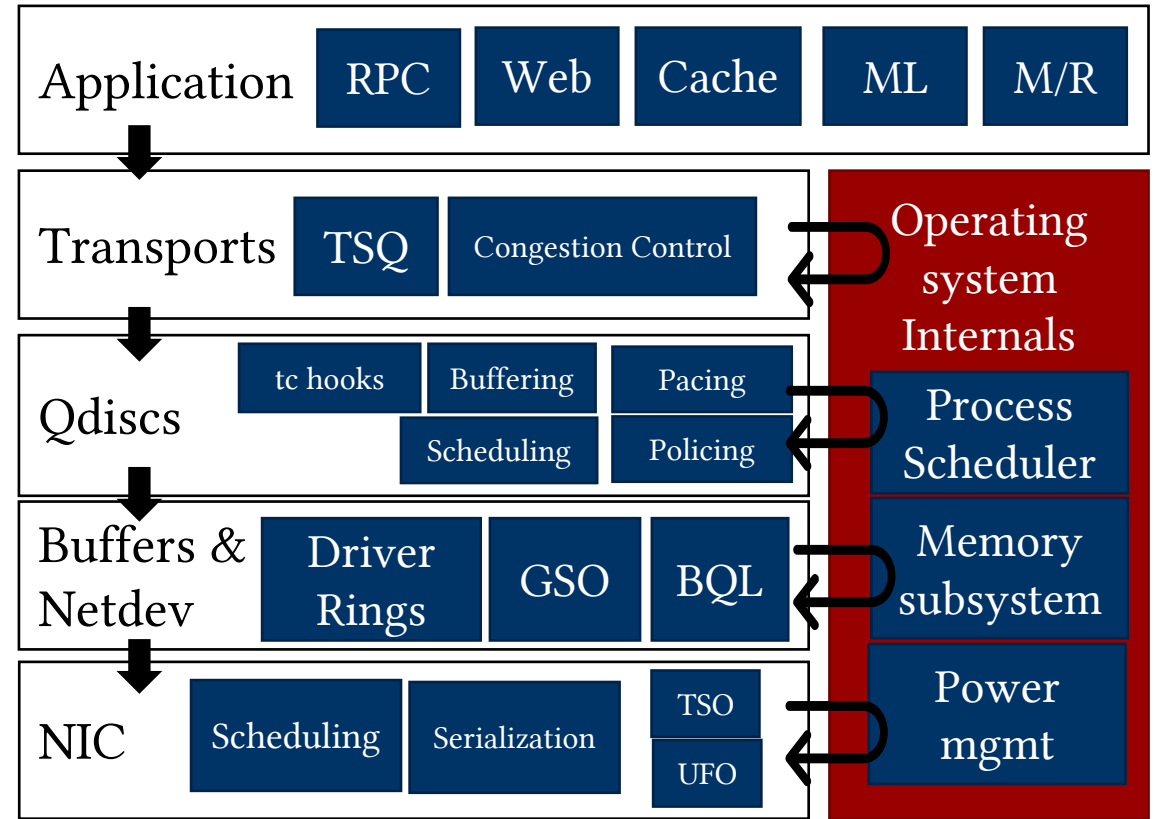 Application
RPC
Web
Cache
ML
M/R
Transports
TSQ
Congestion Control
Qdiscs
tc hooks
Buffering
Pacing
Scheduling
Policing
Buffers &
Netdev
Driver
Rings
GSO
BQL
NIC
Scheduling
Serialization
TSO
UFO
Operating
system
Internals
Process
Scheduler
Memory
subsystem
Power
mgmt